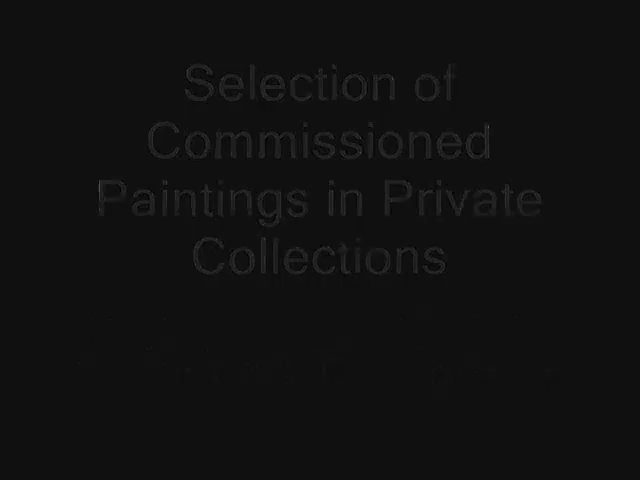 Selection of
Commissioned
Paintings in Private
Collections